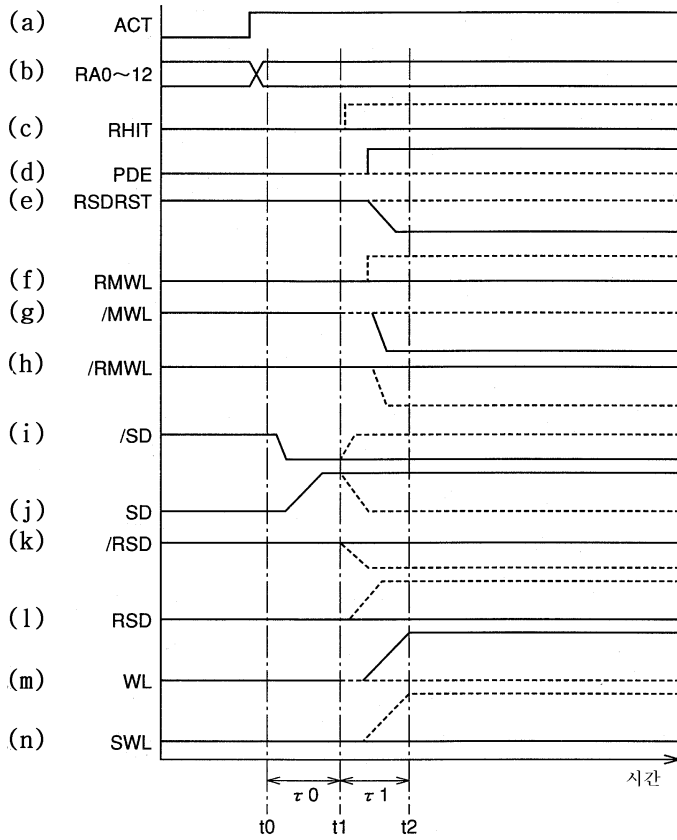 (a) ACT
(b) RA0～12
(c) RHIT
(d) PDE
(e) RSDRST
(f) RMWL
(g) /MWL
(h) /RMWL
(i) /SD
(j) SD
(k) /RSD
(l) RSD
(m) WL
(n) SWL
시간
τ0 τ1
t0 t1 t2